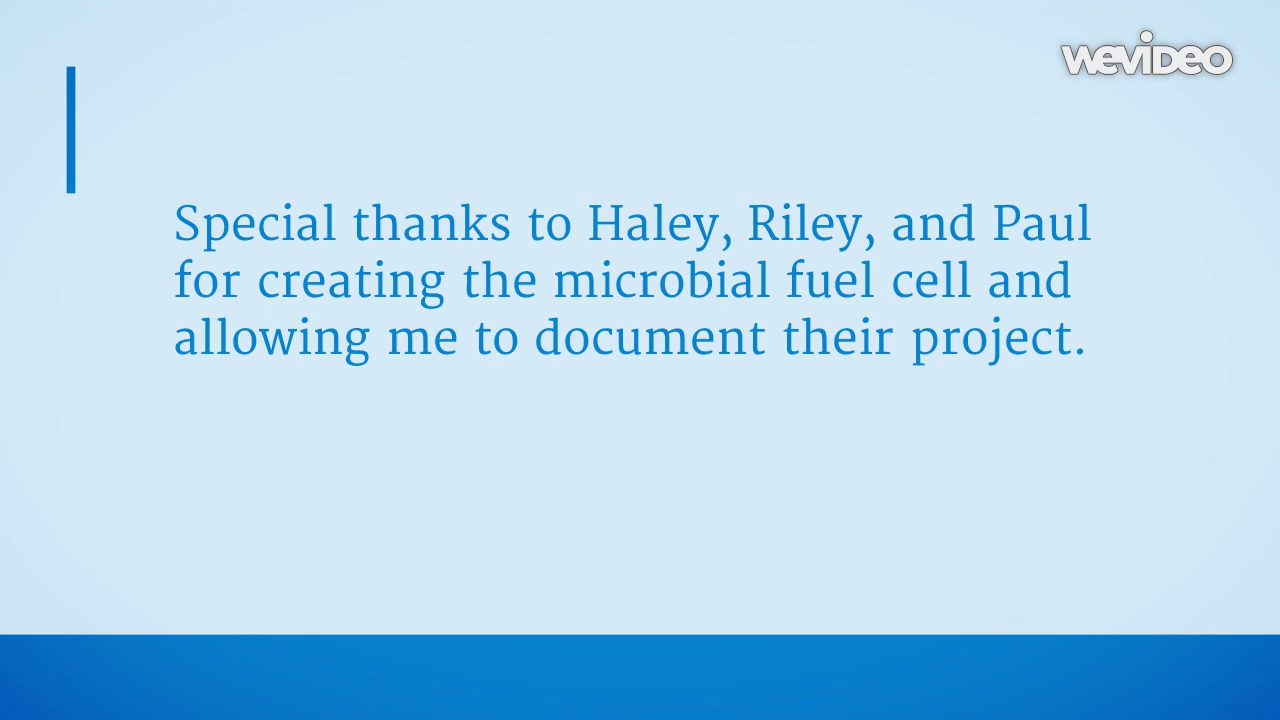 wevideo
Special thanks to Haley, Riley, and Paul
for creating the microbial fuel cell and
allowing me to document their project.